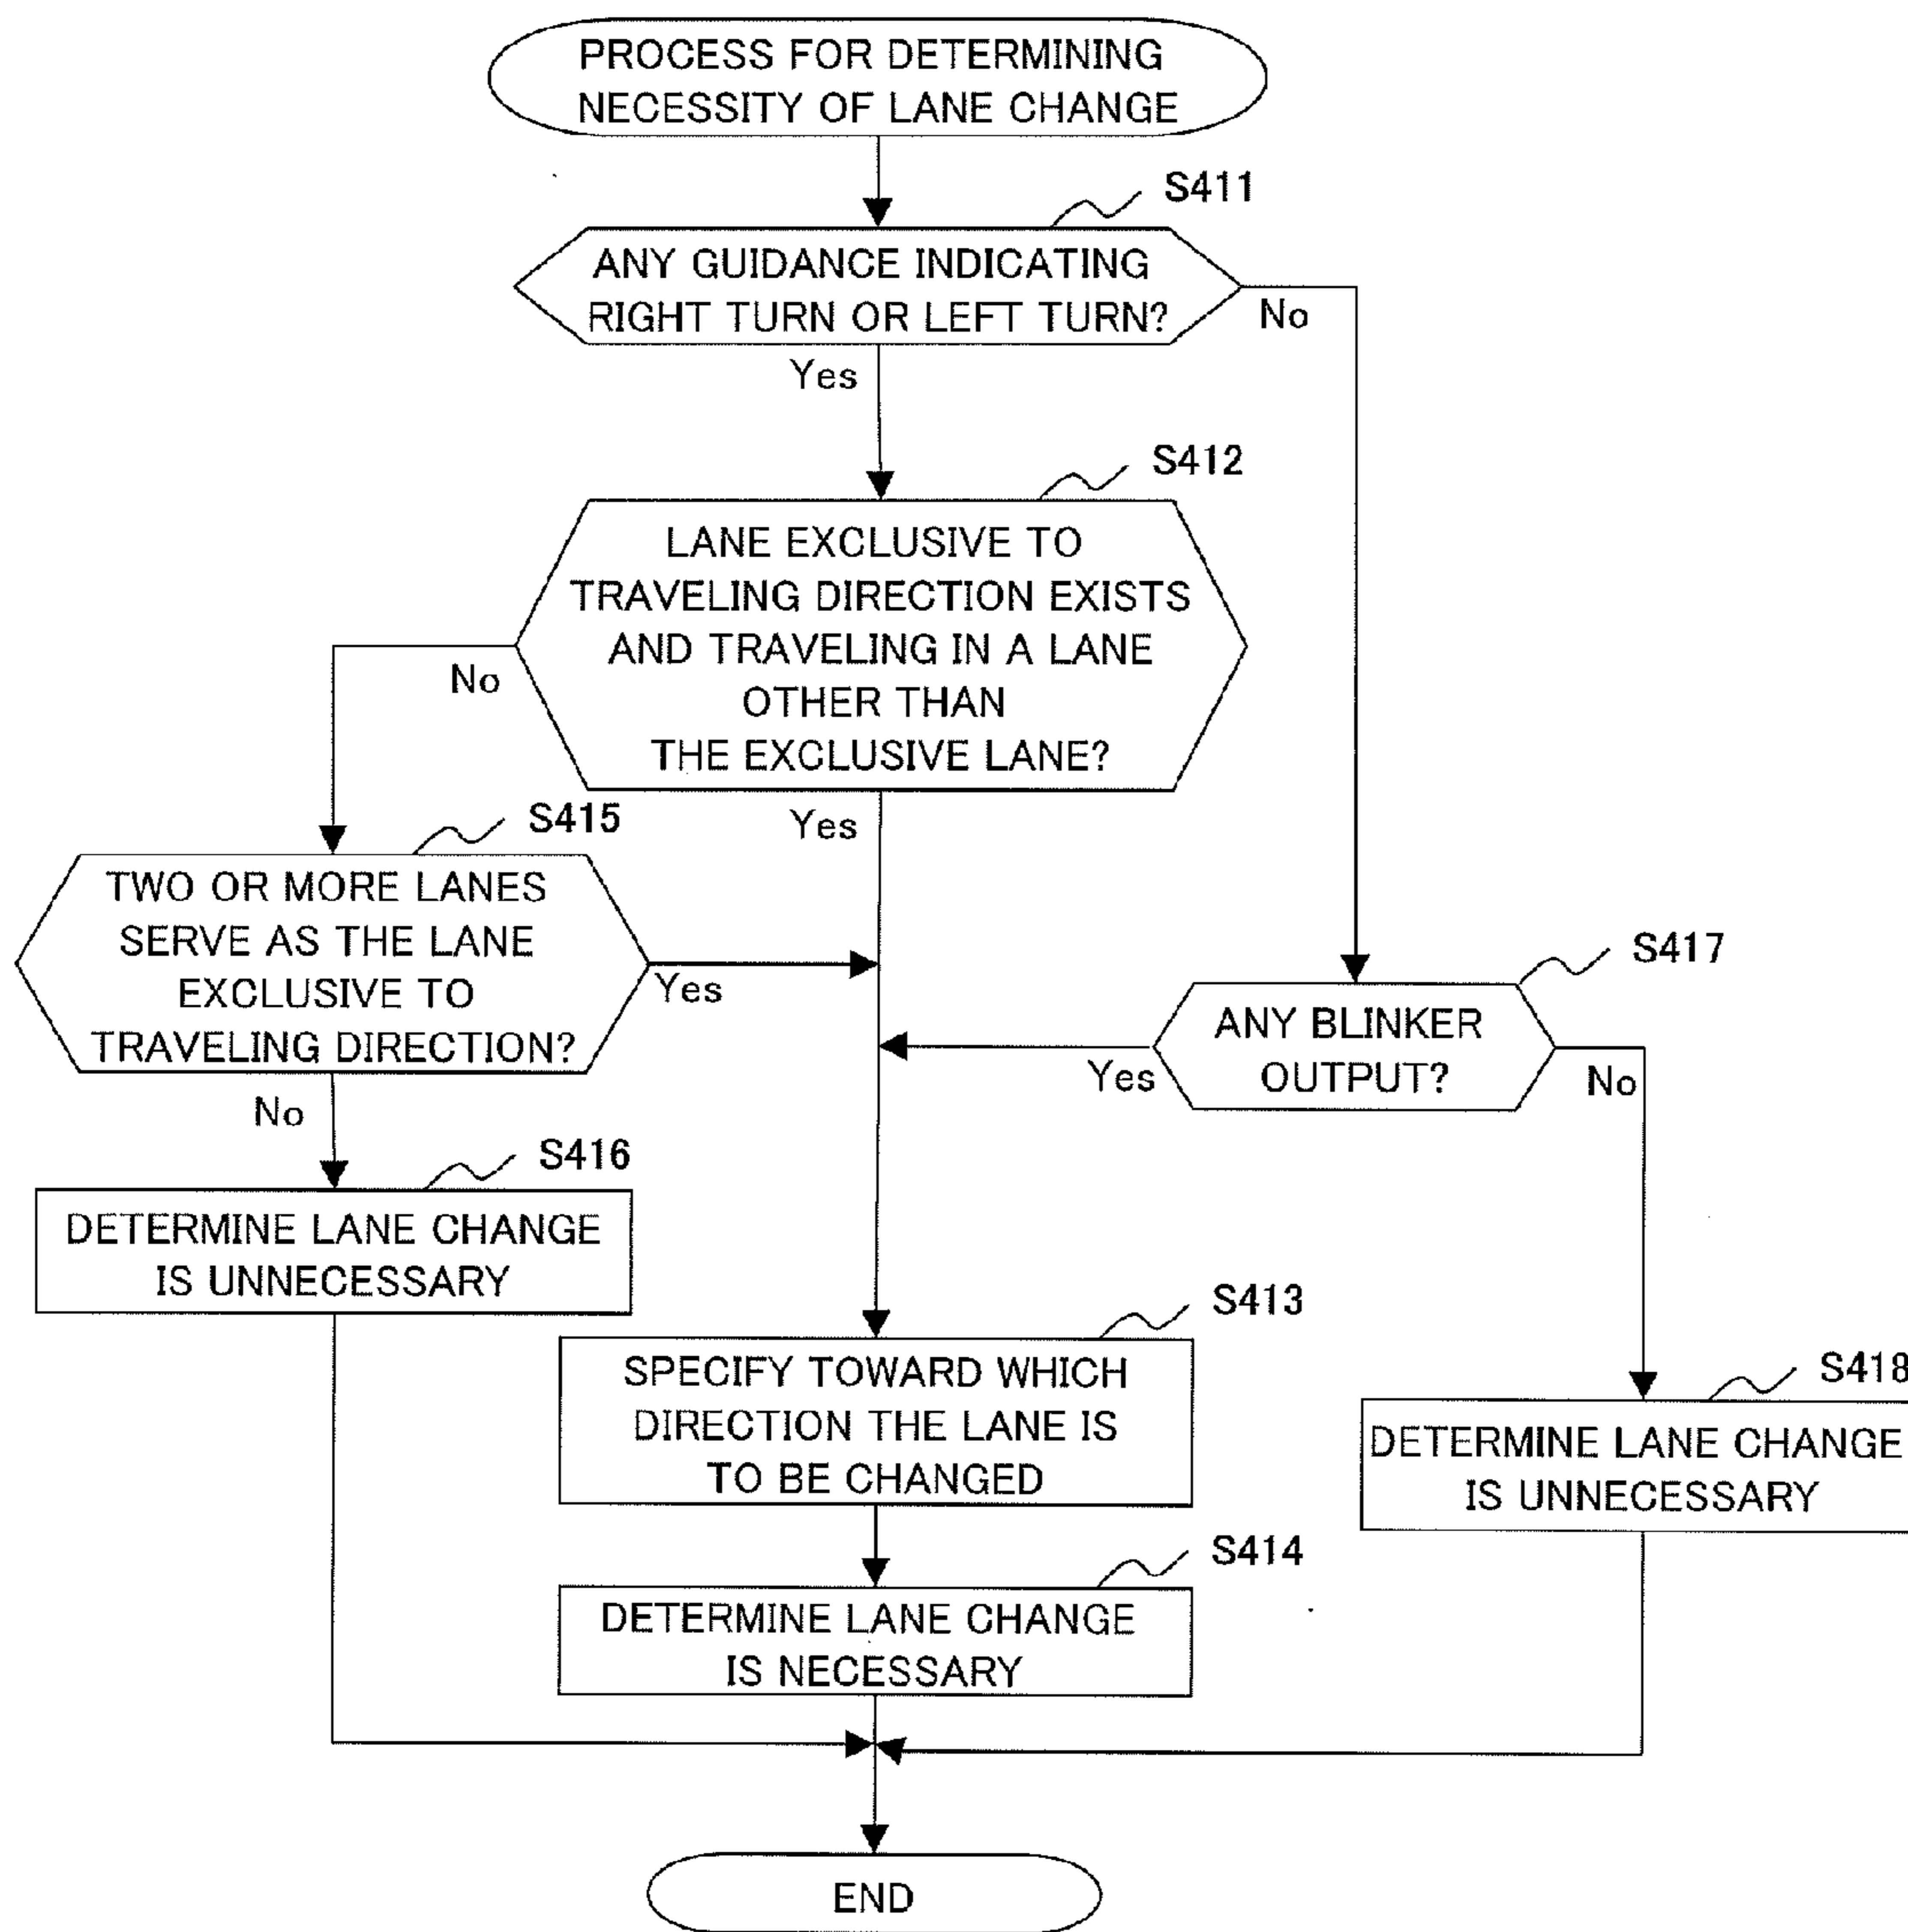 PROCESS FOR DETERMINING
NECESSITY OF LANE CHANGE
S411
ANY GUIDANCE INDICATING
RIGHT TURN OR LEFT TURN?
No
Yes
S412
LANE EXCLUSIVE TO
TRAVELING DIRECTION EXISTS
AND TRAVELING IN A LANE
OTHER THAN
THE EXCLUSIVE LANE?
No
Yes
S415
TWO OR MORE LANES
SERVE AS THE LANE
EXCLUSIVE TO
TRAVELING DIRECTION?
Yes
No
S417
ANY BLINKER
OUTPUT?
Yes
No
S416
DETERMINE LANE CHANGE
IS UNNECESSARY
S413
SPECIFY TOWARD WHICH
DIRECTION THE LANE IS
TO BE CHANGED
S418
DETERMINE LANE CHANGE
IS UNNECESSARY
S414
DETERMINE LANE CHANGE
IS NECESSARY
END